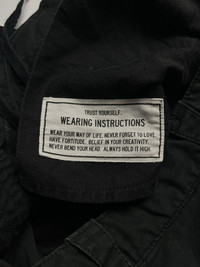 TRUST YOURSELF.
WEARING INSTRUCTIONS
WEAR YOUR WAY OF LIFE. NEVER FORGET TO LOVE.
HAVE FORTITUDE. BELIEF IN YOUR CREATIVITY.
NEVER BEND YOUR HEAD. ALWAYS HOLD IT HIGH.